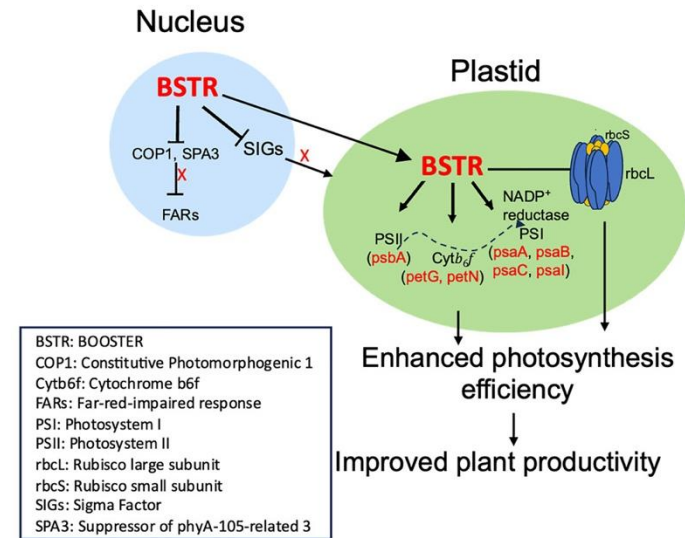 Nucleus
BSTR
COP1, SPA3
SIGs
X
X
FARs
Plastid
BSTR
rbcS
rbcL
NADP+
reductase
PSI
(psaA, psaB,
psaC, psaI)
PSII
(psbA)
Cytb6f
(petG, petN)
Enhanced photosynthesis
efficiency
Improved plant productivity
BSTR: BOOSTER
COP1: Constitutive Photomorphogenic 1
Cytb6f: Cytochrome b6f
FARs: Far-red-impaired response
PSI: Photosystem I
PSII: Photosystem II
rbcL: Rubisco large subunit
rbcS: Rubisco small subunit
SIGs: Sigma Factor
SPA3: Suppressor of phyA-105-related 3